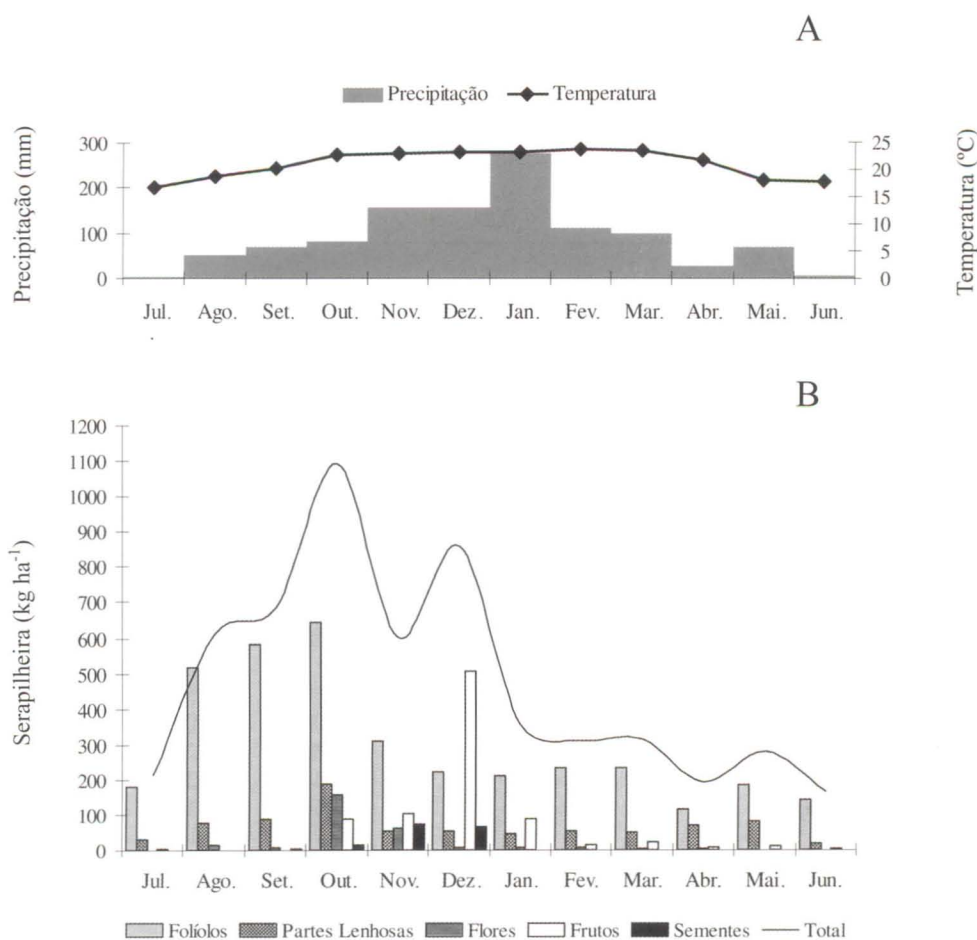 A
Precipitação Temperatura
Precipitação (mm)
300
200
100
0
25
20
15
10
5
0
Temperatura (ºC)
Jul. Ago. Set. Out. Nov. Dez. Jan. Fev. Mar. Abr. Mai. Jun.
B
Serapilheira (kg ha⁻¹)
1200
1100
1000
900
800
700
600
500
400
300
200
100
0
Jul. Ago. Set. Out. Nov. Dez. Jan. Fev. Mar. Abr. Mai. Jun.
Folíolos Partes Lenhosas Flores Frutos Sementes Total